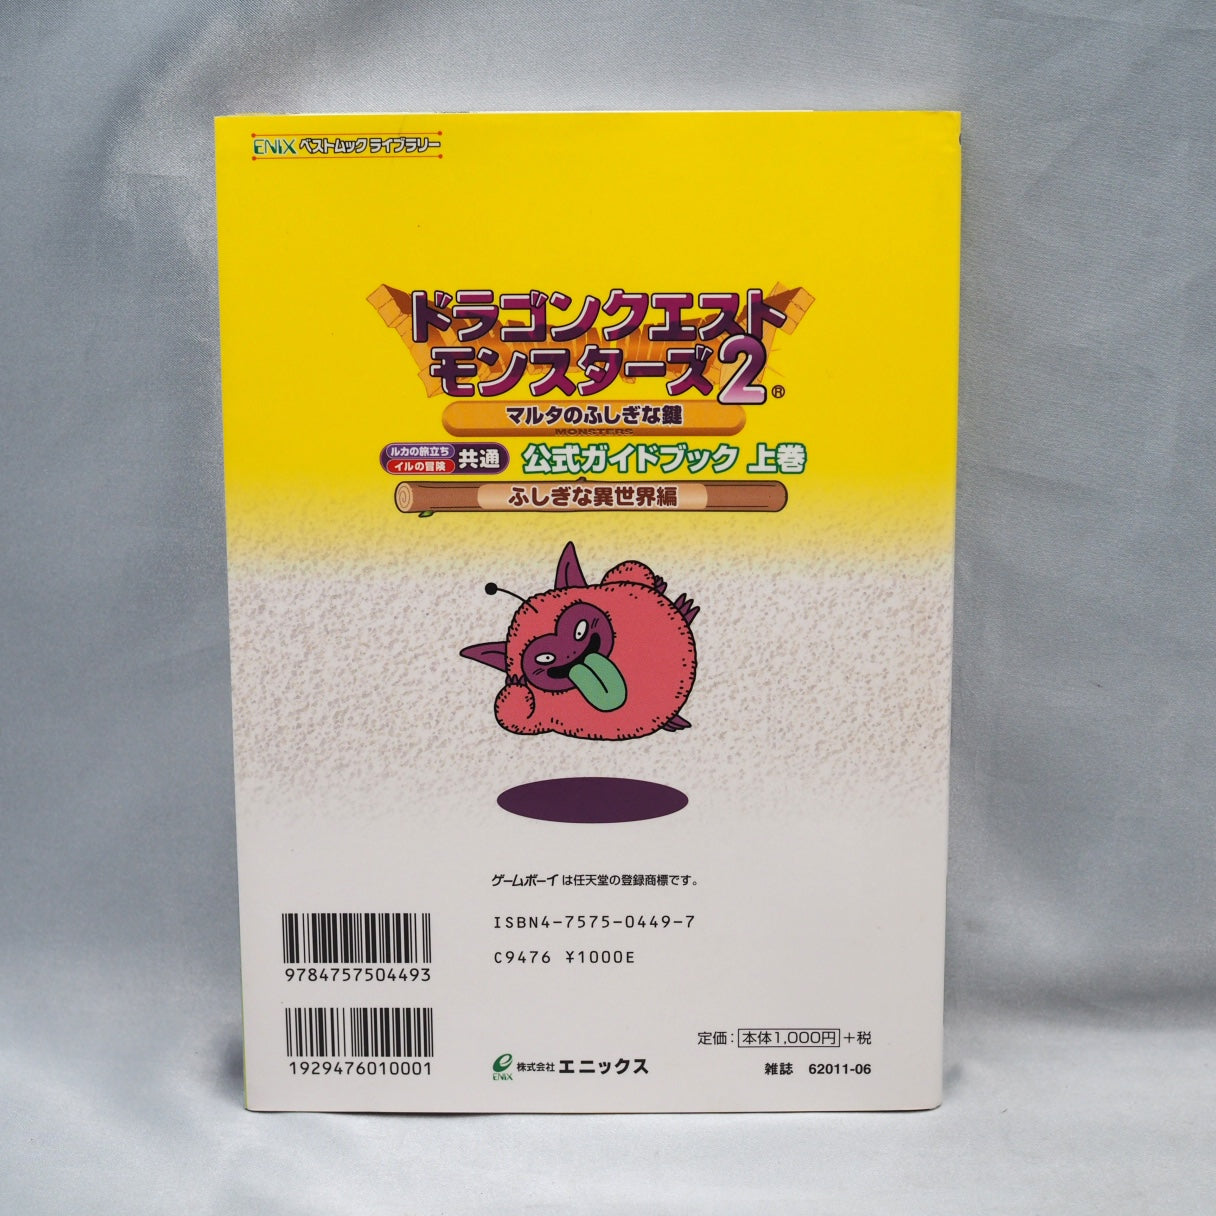 ENIX ベストムック ライブラリー
ドラゴンクエスト
モンスターズ2®
マルタのふしぎな鍵
MONSTERS
ルカの旅立ち
イルの冒険
共通 公式ガイドブック 上巻
ふしぎな異世界編
ゲームボーイ は任天堂の登録商標です。
ISBN4-7575-0449-7
C9476 ¥1000E
9784757504493
1929476010001
定価: 本体1,000円 +税
ENIX 株式会社 エニックス
雑誌 62011-06